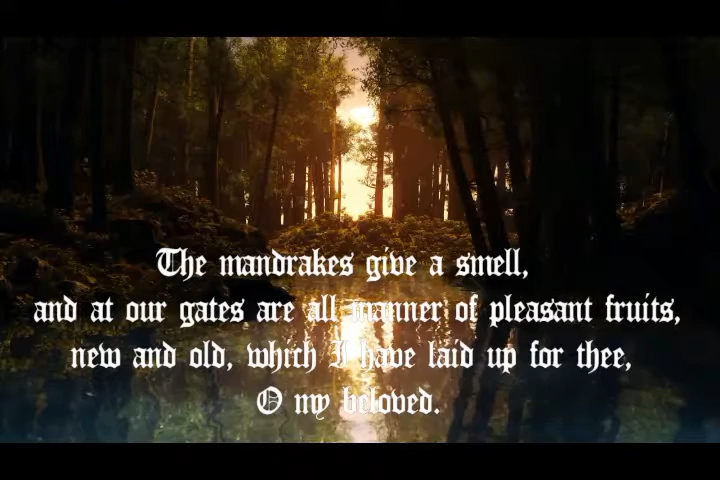 The mandrakes give a smell,
and at our gates are all manner of pleasant fruits,
new and old, which I have laid up for thee,
O my beloved.